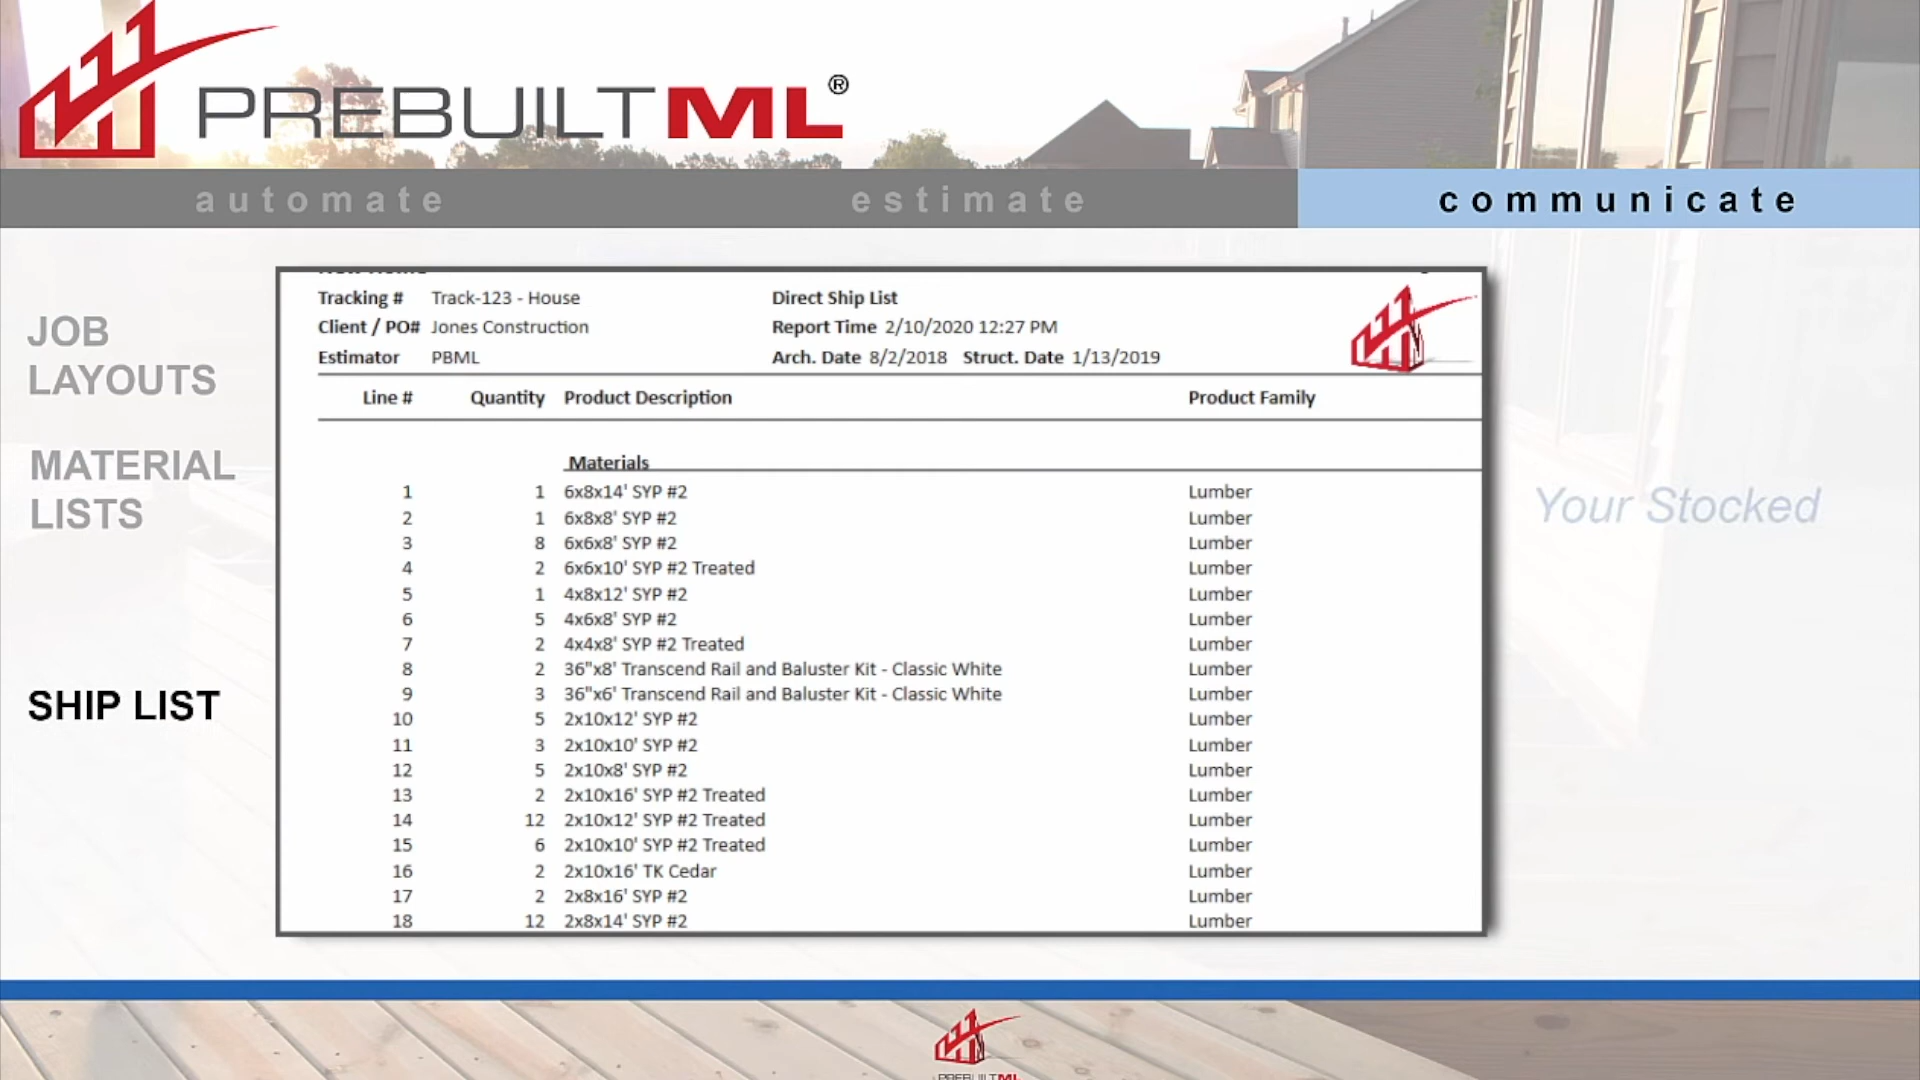 PREBUILTML®
automate estimate communicate
JOB
LAYOUTS
MATERIAL
LISTS
SHIP LIST
Tracking # Track-123 - House Direct Ship List
Client / PO# Jones Construction Report Time 2/10/2020 12:27 PM
Estimator PBML Arch. Date 8/2/2018 Struct. Date 1/13/2019
Line # Quantity Product Description Product Family
Materials
1 1 6x8x14' SYP #2 Lumber
2 1 6x8x8' SYP #2 Lumber
3 8 6x6x8' SYP #2 Lumber
4 2 6x6x10' SYP #2 Treated Lumber
5 1 4x8x12' SYP #2 Lumber
6 5 4x6x8' SYP #2 Lumber
7 2 4x4x8' SYP #2 Treated Lumber
8 2 36"x8' Transcend Rail and Baluster Kit - Classic White Lumber
9 3 36"x6' Transcend Rail and Baluster Kit - Classic White Lumber
10 5 2x10x12' SYP #2 Lumber
11 3 2x10x10' SYP #2 Lumber
12 5 2x10x8' SYP #2 Lumber
13 2 2x10x16' SYP #2 Treated Lumber
14 12 2x10x12' SYP #2 Treated Lumber
15 6 2x10x10' SYP #2 Treated Lumber
16 2 2x10x16' TK Cedar Lumber
17 2 2x8x16' SYP #2 Lumber
18 12 2x8x14' SYP #2 Lumber
Your Stocked
PREBUILTML